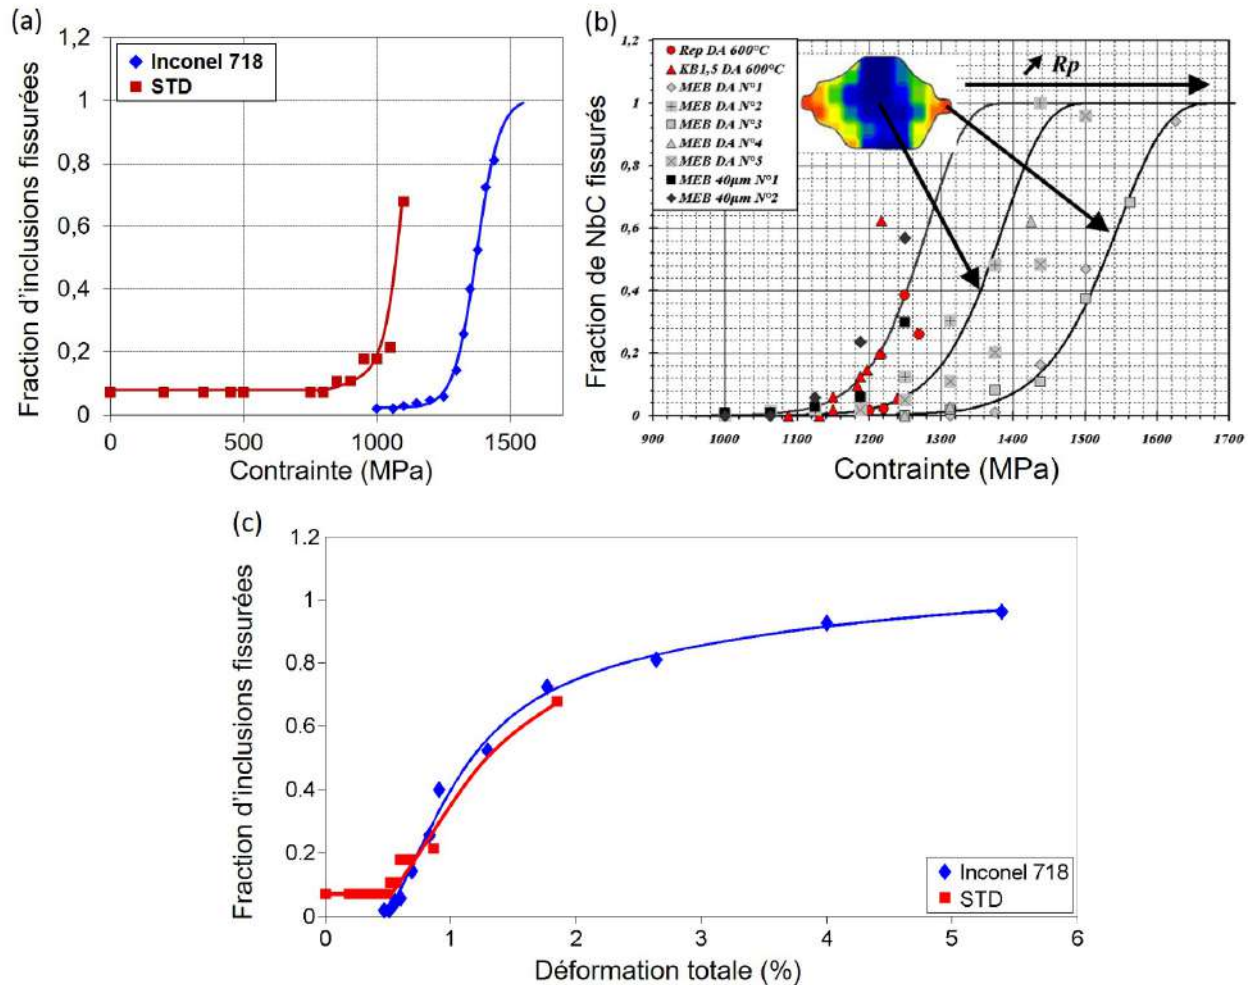 (a)
Fraction d'inclusions fissurées
1,2
1
0,8
0,6
0,4
0,2
0
Inconel 718
STD
0 500 1000 1500
Contrainte (MPa)
(b)
Fraction de NbC fissurés
1,2
1
0,8
0,6
0,4
0,2
0
Rep DA 600°C
KB1,5 DA 600°C
MEB DA N°1
MEB DA N°2
MEB DA N°3
MEB DA N°4
MEB DA N°5
MEB 40µm N°1
MEB 40µm N°2
Rp
900 1000 1100 1200 1300 1400 1500 1600 1700
Contrainte (MPa)
(c)
Fraction d'inclusions fissurées
1.2
1
0.8
0.6
0.4
0.2
0
Inconel 718
STD
0 1 2 3 4 5 6
Déformation totale (%)